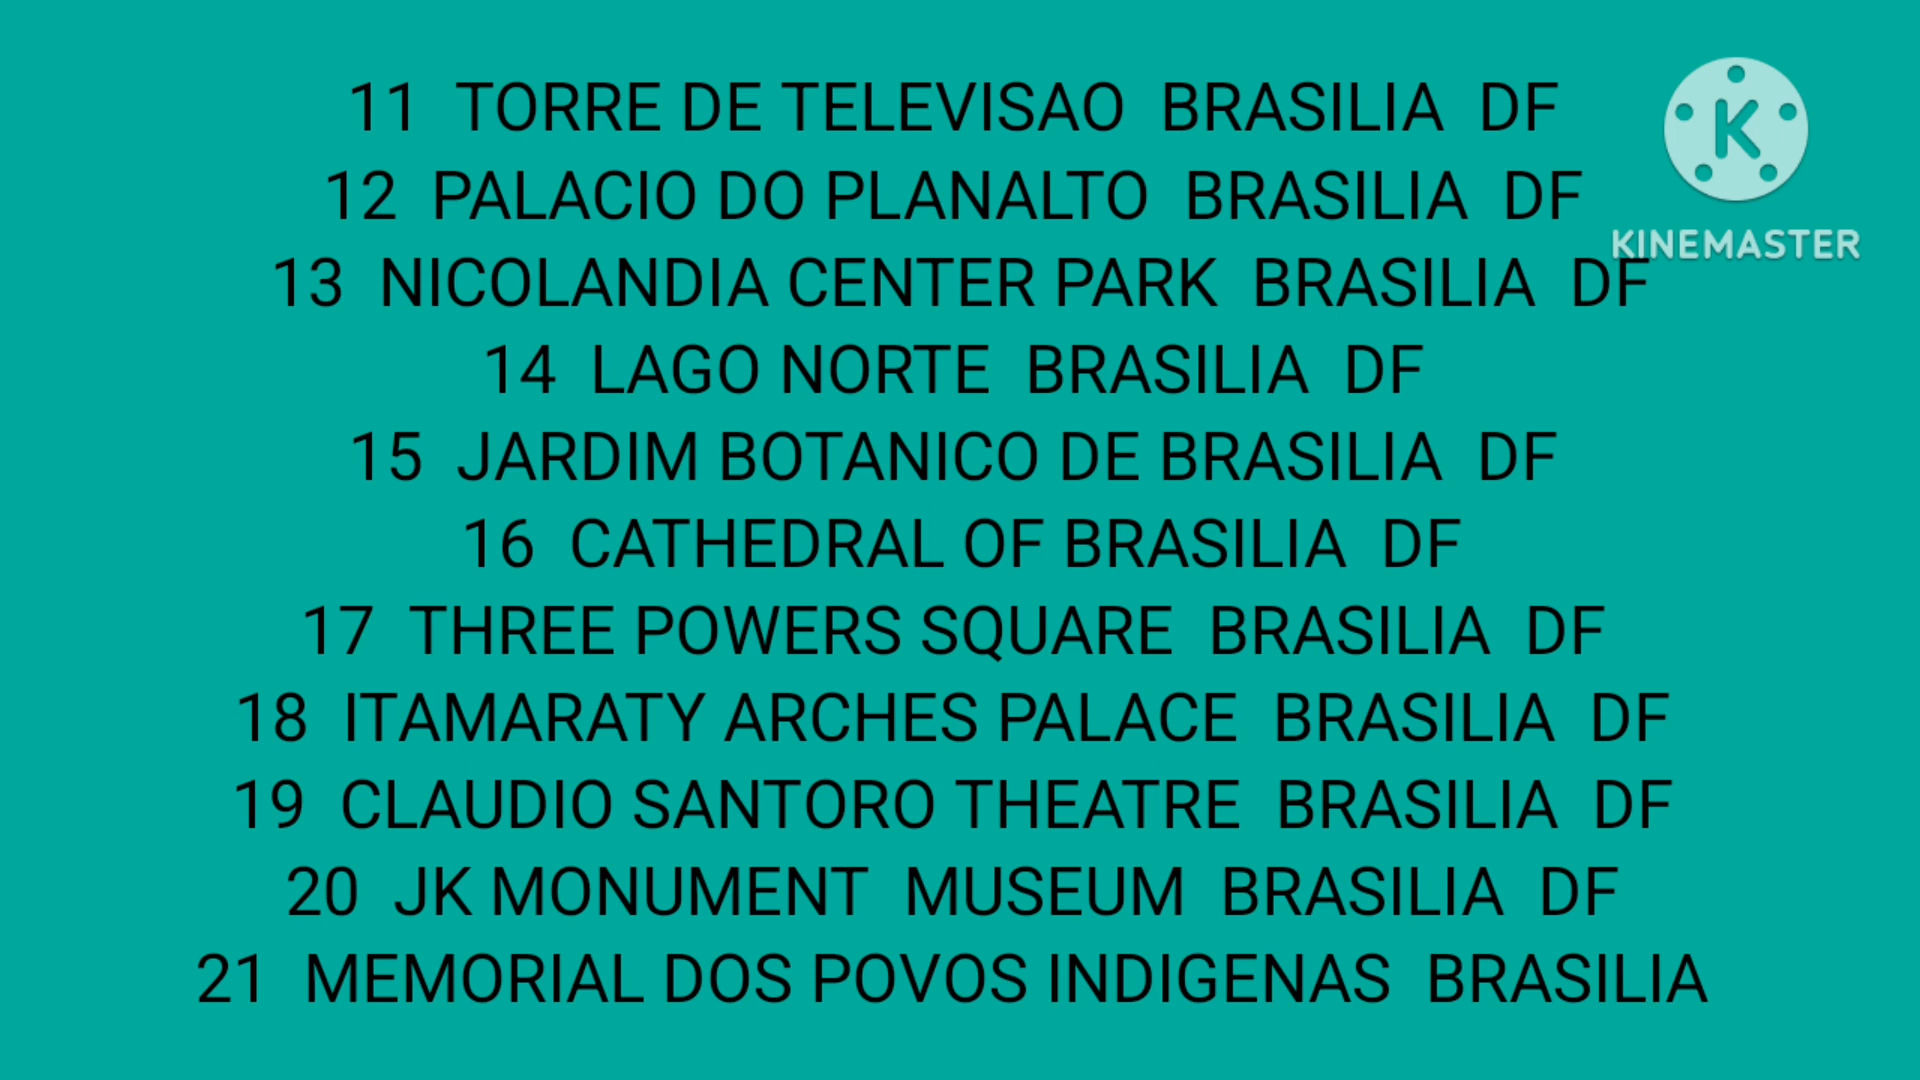 11 TORRE DE TELEVISAO BRASILIA DF
12 PALACIO DO PLANALTO BRASILIA DF
13 NICOLANDIA CENTER PARK BRASILIA DF
14 LAGO NORTE BRASILIA DF
15 JARDIM BOTANICO DE BRASILIA DF
16 CATHEDRAL OF BRASILIA DF
17 THREE POWERS SQUARE BRASILIA DF
18 ITAMARATY ARCHES PALACE BRASILIA DF
19 CLAUDIO SANTORO THEATRE BRASILIA DF
20 JK MONUMENT MUSEUM BRASILIA DF
21 MEMORIAL DOS POVOS INDIGENAS BRASILIA
K
KINEMASTER